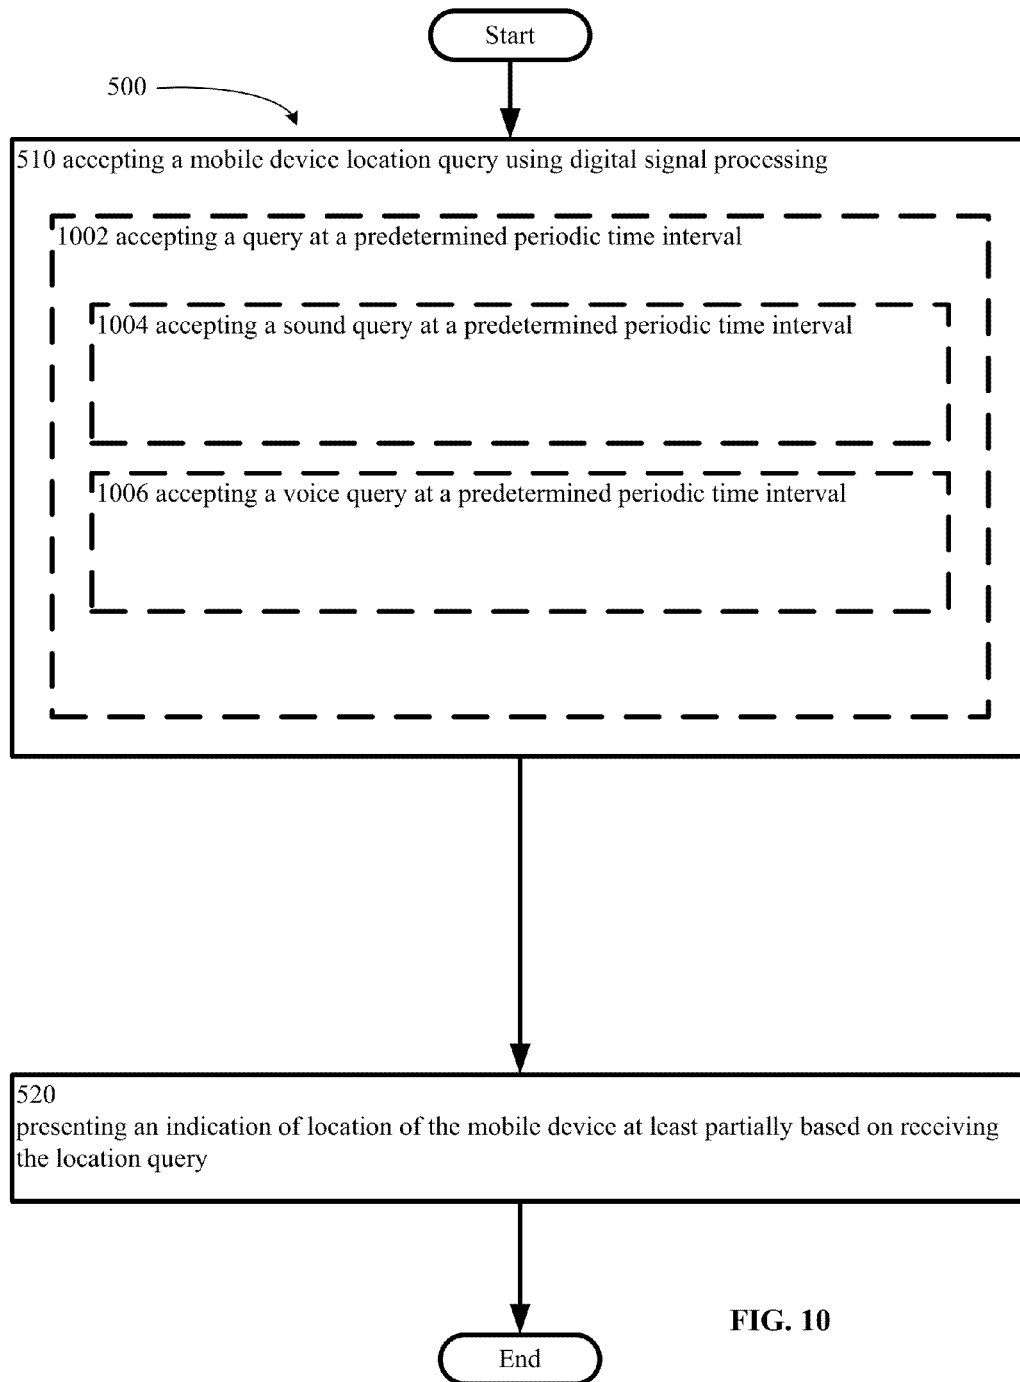 Start
500
510 accepting a mobile device location query using digital signal processing
1002 accepting a query at a predetermined periodic time interval
1004 accepting a sound query at a predetermined periodic time interval
1006 accepting a voice query at a predetermined periodic time interval
520
presenting an indication of location of the mobile device at least partially based on receiving
the location query
FIG. 10
End